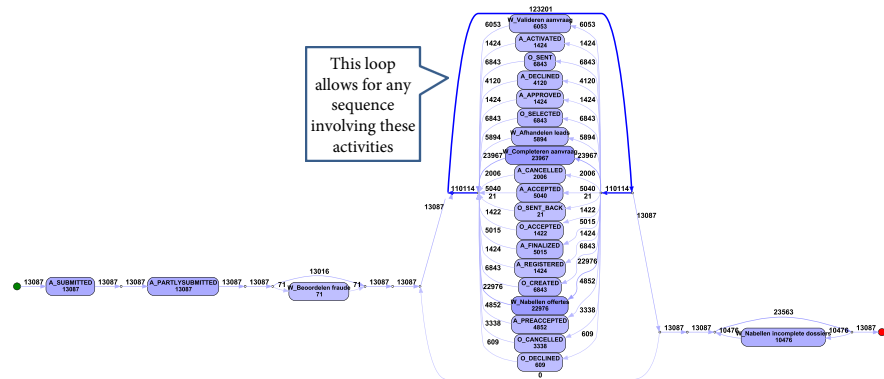 123201
W_Valideren aanvraag
6053
6053
6053
A_ACTIVATED
1424
1424
1424
O_SENT
6843
6843
6843
A_DECLINED
4120
4120
4120
A_APPROVED
1424
1424
1424
O_SELECTED
6843
6843
6843
W_Afhandelen leads
5894
5894
5894
W_Completeren aanvraag
23967
23967
23967
A_CANCELLED
2006
2006
2006
A_ACCEPTED
5040
5040
5040
110114
110114
21
21
O_SENT_BACK
21
1422
1422
O_ACCEPTED
1422
5015
5015
A_FINALIZED
5015
1424
1424
A_REGISTERED
1424
6843
6843
O_CREATED
6843
22976
22976
W_Nabellen offertes
22976
4852
4852
A_PREACCEPTED
4852
3338
3338
O_CANCELLED
3338
609
609
O_DECLINED
609
0
This loop
allows for any
sequence
involving these
activities
13087
13087
13087
A_SUBMITTED
13087
13087
13087
A_PARTLYSUBMITTED
13087
13087
13087
13016
71
W_Beoordelen fraude
71
71
13087
13087
13087
13087
23563
10476
W_Nabellen incomplete dossiers
10476
10476
13087